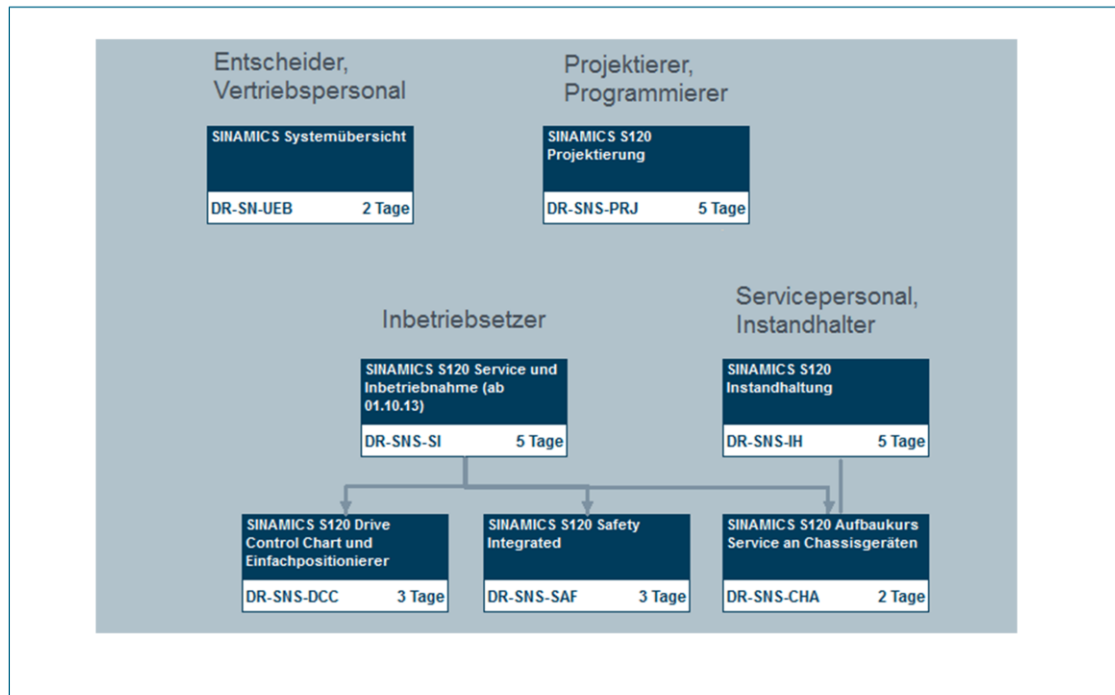 Entscheider,
Vertriebspersonal
Projektierer,
Programmierer
SINAMICS Systemübersicht
DR-SN-UEB 2 Tage
SINAMICS S120
Projektierung
DR-SNS-PRJ 5 Tage
Inbetriebsetzer
Servicepersonal,
Instandhalter
SINAMICS S120 Service und
Inbetriebnahme (ab
01.10.13)
DR-SNS-SI 5 Tage
SINAMICS S120
Instandhaltung
DR-SNS-IH 5 Tage
SINAMICS S120 Drive
Control Chart und
Einfachpositionierer
DR-SNS-DCC 3 Tage
SINAMICS S120 Safety
Integrated
DR-SNS-SAF 3 Tage
SINAMICS S120 Aufbaukurs
Service an Chassisgeräten
DR-SNS-CHA 2 Tage